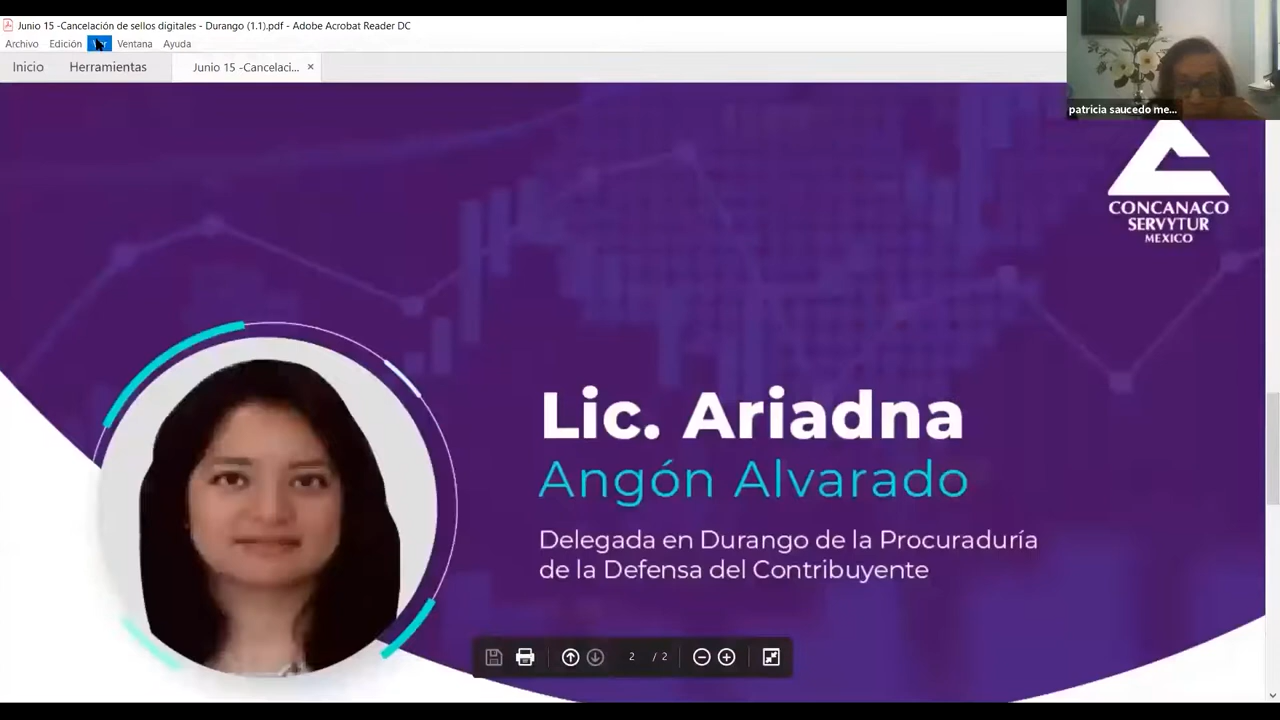 Junio 15 -Cancelación de sellos digitales - Durango (1.1).pdf - Adobe Acrobat Reader DC
Archivo Edición Ver Ventana Ayuda
Inicio Herramientas Junio 15 -Cancelaci... ×
patricia saucedo me...
CONCANACO
SERVYTUR
MEXICO
Lic. Ariadna
Angón Alvarado
Delegada en Durango de la Procuraduría
de la Defensa del Contribuyente
2 / 2